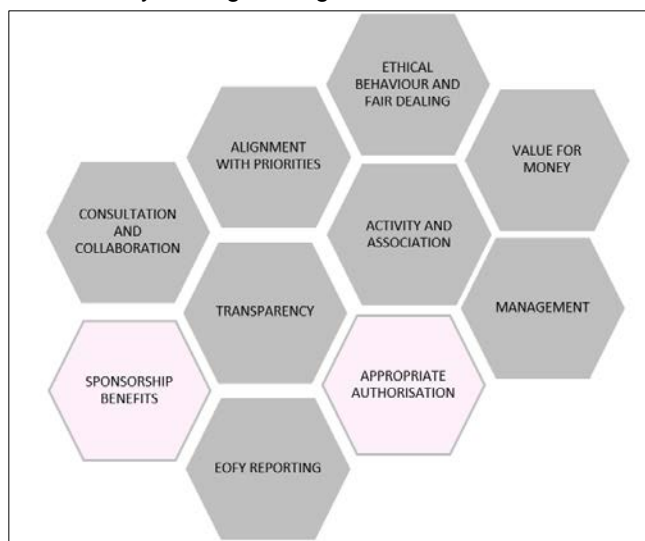 ETHICAL
BEHAVIOUR AND
FAIR DEALING
ALIGNMENT
WITH PRIORITIES
VALUE FOR
MONEY
CONSULTATION
AND
COLLABORATION
ACTIVITY AND
ASSOCIATION
TRANSPARENCY
MANAGEMENT
SPONSORSHIP
BENEFITS
APPROPRIATE
AUTHORISATION
EOFY REPORTING